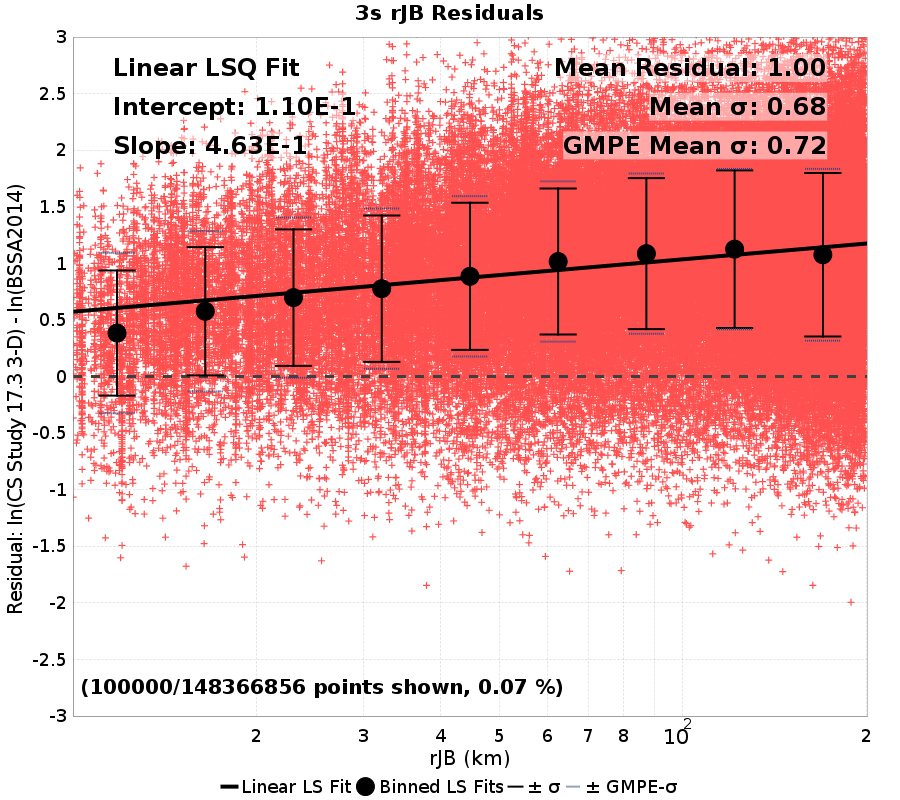 3s rJB Residuals
Linear LSQ Fit
Intercept: 1.10E-1
Slope: 4.63E-1
Mean Residual: 1.00
Mean σ: 0.68
GMPE Mean σ: 0.72
3
2.5
2
1.5
1
0.5
0
-0.5
-1
-1.5
-2
-2.5
-3
Residual: ln(CS Study 17.3 3-D) - ln(BSSA2014)
(100000/148366856 points shown, 0.07 %)
2 3 4 5 6 7 8 10² 2
rJB (km)
Linear LS Fit Binned LS Fits ± σ ± GMPE-σ